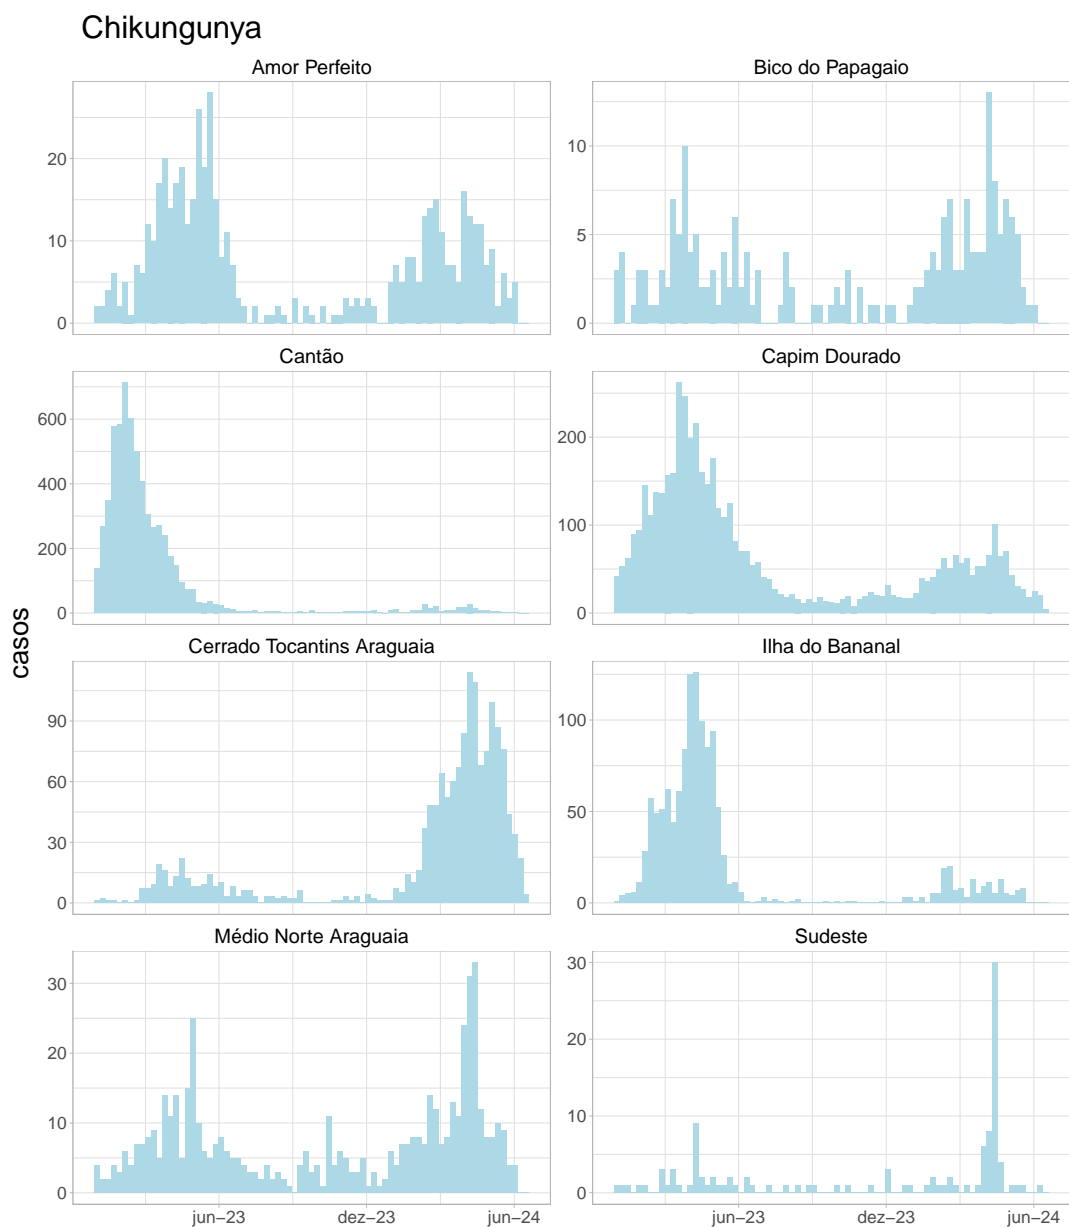 Chikungunya
Amor Perfeito
Bico do Papagaio
20
10
0
10
5
0
Cantão
Capim Dourado
600
400
200
0
200
100
0
casos
Cerrado Tocantins Araguaia
Ilha do Bananal
90
60
30
0
100
50
0
Médio Norte Araguaia
Sudeste
30
20
10
0
30
20
10
0
jun−23
dez−23
jun−24
jun−23
dez−23
jun−24